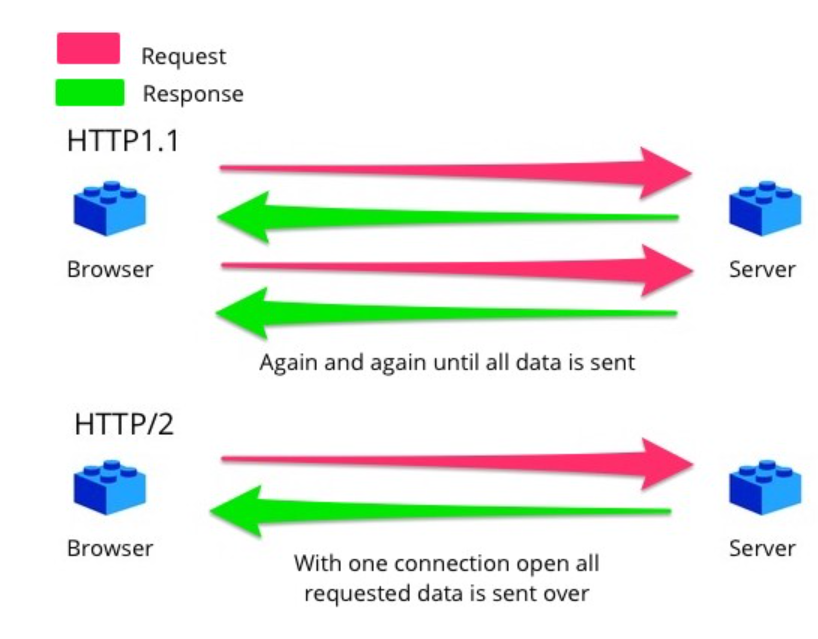 Request
Response
HTTP1.1
Browser
Server
Again and again until all data is sent
HTTP/2
Browser
Server
With one connection open all
requested data is sent over